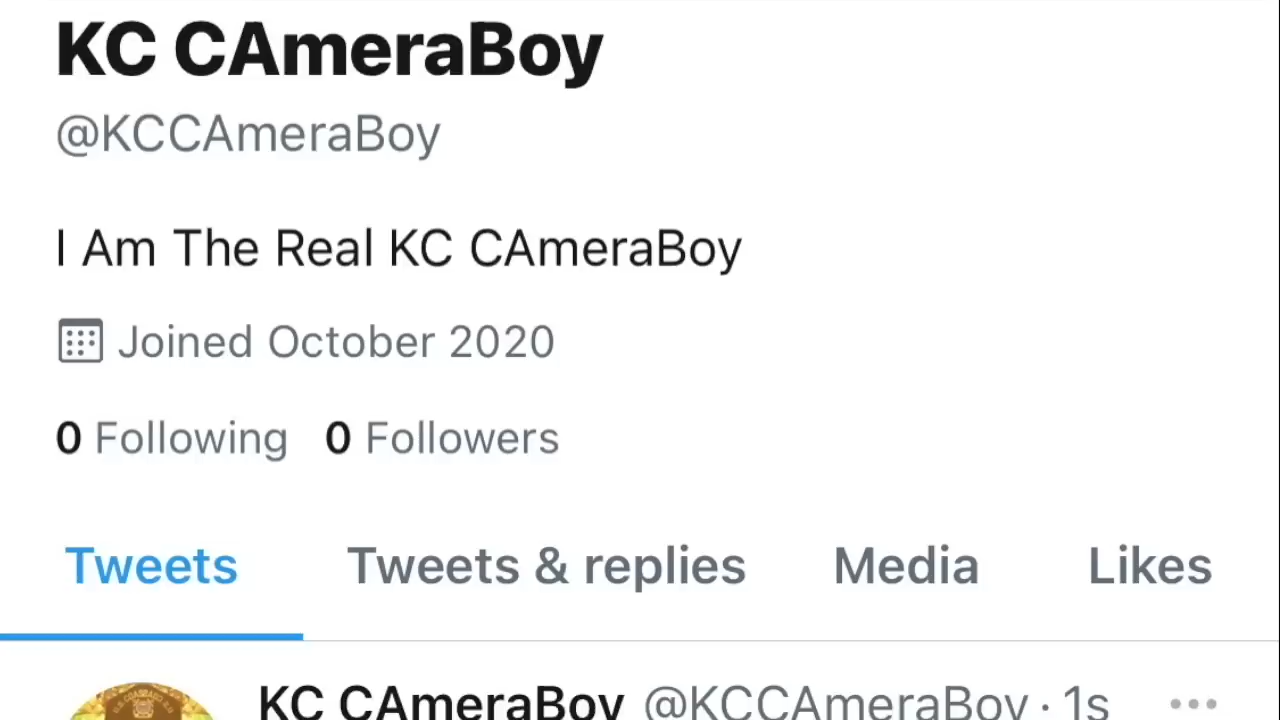 KC CAmeraBoy
@KCCAmeraBoy
I Am The Real KC CAmeraBoy
Joined October 2020
0 Following 0 Followers
Tweets Tweets & replies Media Likes
KC CAmeraBoy @KCCAmeraBoy · 1s